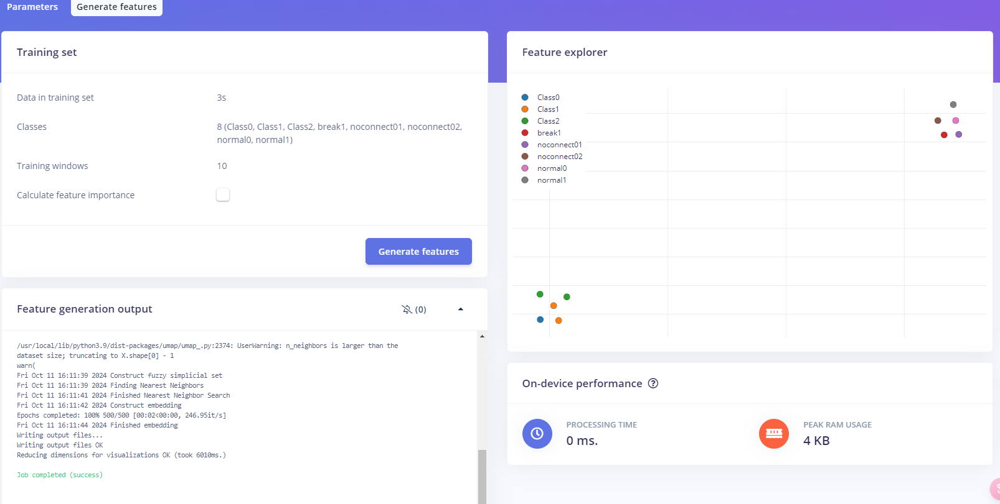 Parameters
Generate features
Training set
Data in training set
3s
Classes
8 (Class0, Class1, Class2, break1, noconnect01, noconnect02,
normal0, normal1)
Training windows
10
Calculate feature importance
Generate features
Feature generation output
(0)
/usr/local/lib/python3.9/dist-packages/umap/umap_.py:2374: UserWarning: n_neighbors is larger than the
dataset size; truncating to X.shape[0] - 1
warn(
Fri Oct 11 16:11:39 2024 Construct fuzzy simplicial set
Fri Oct 11 16:11:39 2024 Finding Nearest Neighbors
Fri Oct 11 16:11:41 2024 Finished Nearest Neighbor Search
Fri Oct 11 16:11:42 2024 Construct embedding
Epochs completed: 100% 500/500 [00:02<00:00, 246.95it/s]
Fri Oct 11 16:11:44 2024 Finished embedding
Writing output files...
Writing output files OK
Reducing dimensions for visualizations OK (took 6010ms.)
Job completed (success)
Feature explorer
Class0
Class1
Class2
break1
noconnect01
noconnect02
normal0
normal1
On-device performance
PROCESSING TIME
0 ms.
PEAK RAM USAGE
4 KB